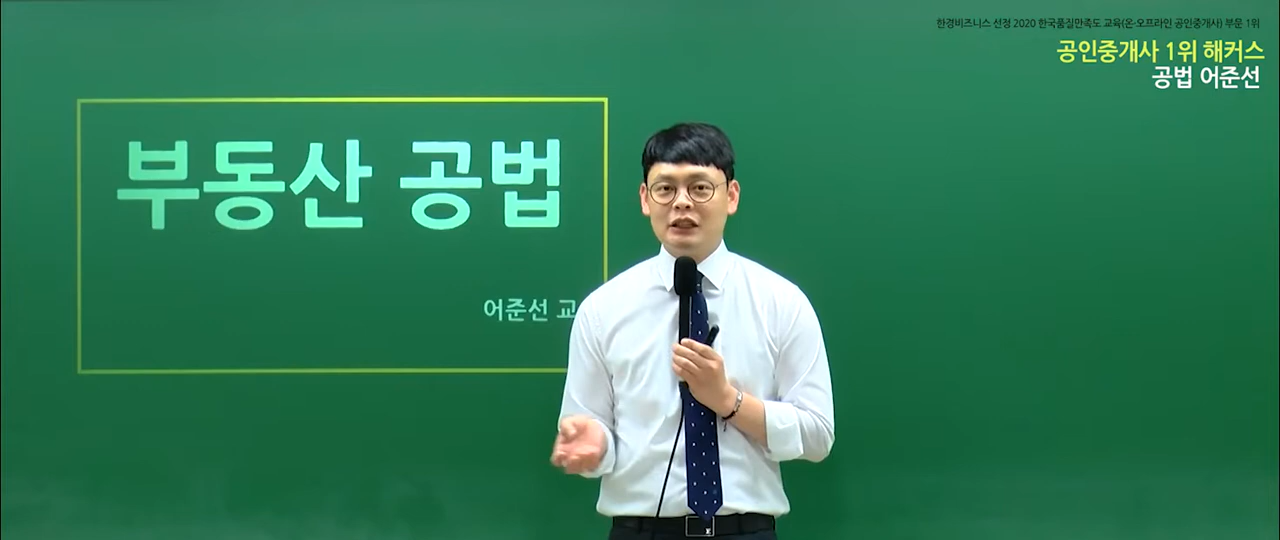 한경비즈니스 선정 2020 한국품질만족도 교육(온·오프라인 공인중개사) 부문 1위
공인중개사 1위 해커스
공법 어준선
부동산 공법
어준선 교